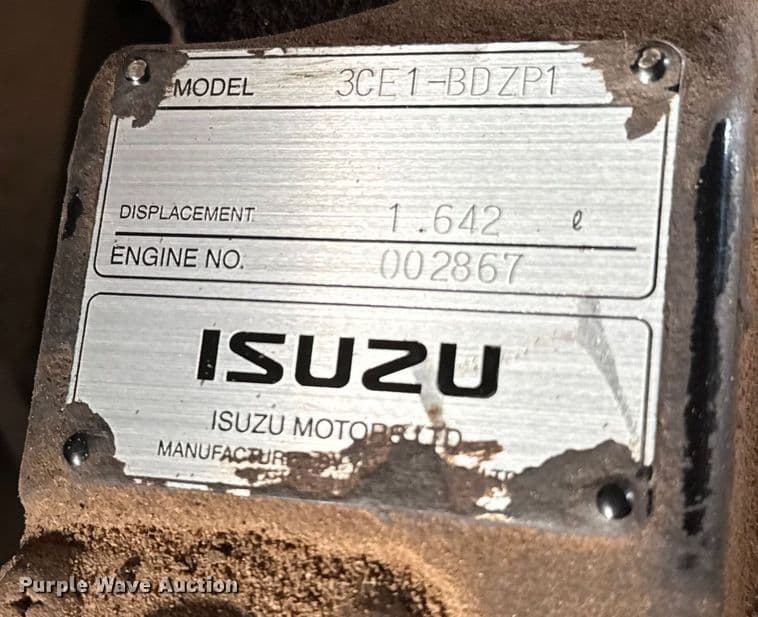 MODEL 3CE1-BDZP1
DISPLACEMENT 1.642 ℓ
ENGINE NO. 002867
ISUZU
ISUZU MOTORS LTD
Purple Wave Auction